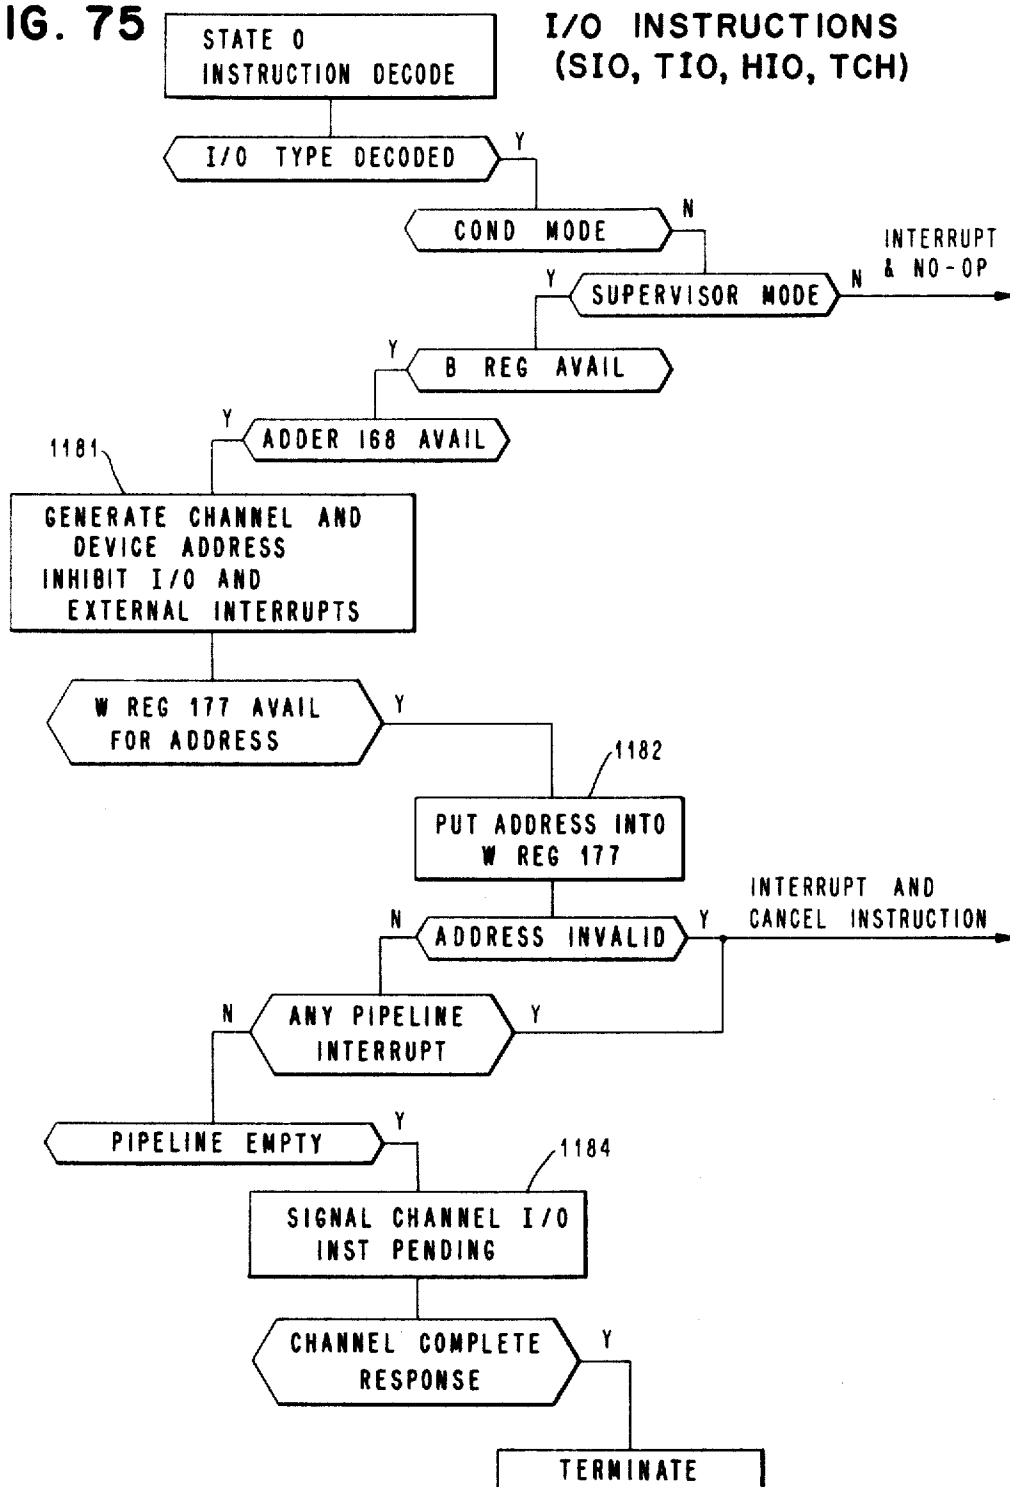 IG. 75
I/O INSTRUCTIONS
(SIO, TIO, HIO, TCH)
STATE 0
INSTRUCTION DECODE
I/O TYPE DECODED
Y
COND MODE
N
SUPERVISOR MODE
Y
N
INTERRUPT
& NO-OP
B REG AVAIL
Y
ADDER 168 AVAIL
Y
1181
GENERATE CHANNEL AND
DEVICE ADDRESS
INHIBIT I/O AND
EXTERNAL INTERRUPTS
W REG 177 AVAIL
FOR ADDRESS
Y
1182
PUT ADDRESS INTO
W REG 177
N
ADDRESS INVALID
Y
INTERRUPT AND
CANCEL INSTRUCTION
N
ANY PIPELINE
INTERRUPT
Y
PIPELINE EMPTY
Y
1184
SIGNAL CHANNEL I/O
INST PENDING
CHANNEL COMPLETE
RESPONSE
Y
TERMINATE